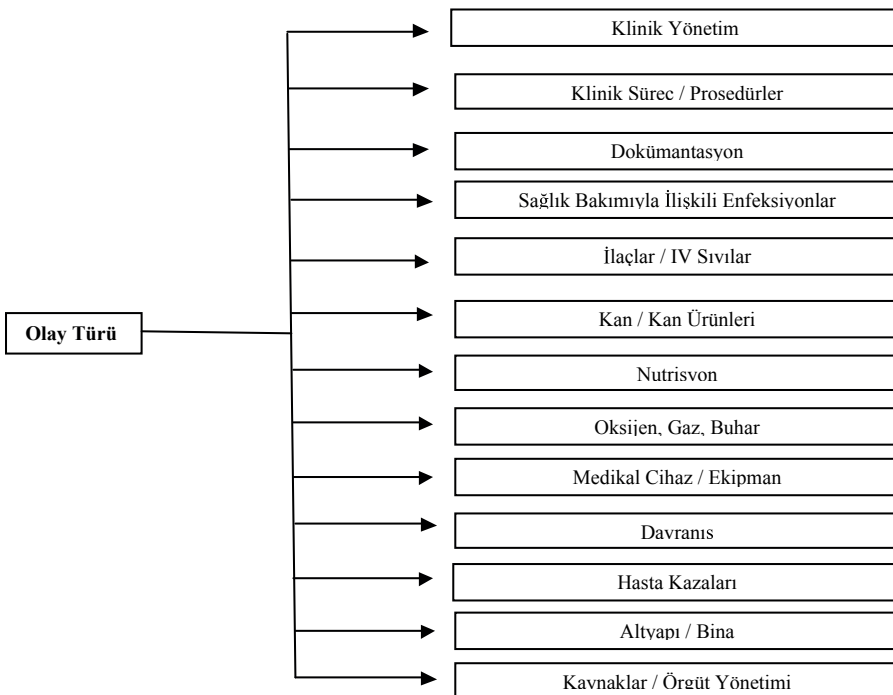 Klinik Yönetim
Klinik Sürec / Prosedürler
Dokümantasyon
Sağlık Bakımıyla İlişkili Enfeksiyonlar
İlaçlar / IV Sıvılar
Olay Türü
Kan / Kan Ürünleri
Nutrisvon
Oksijen, Gaz, Buhar
Medikal Cihaz / Ekipman
Davranıs
Hasta Kazaları
Altyapı / Bina
Kaynaklar / Örgüt Yönetimi